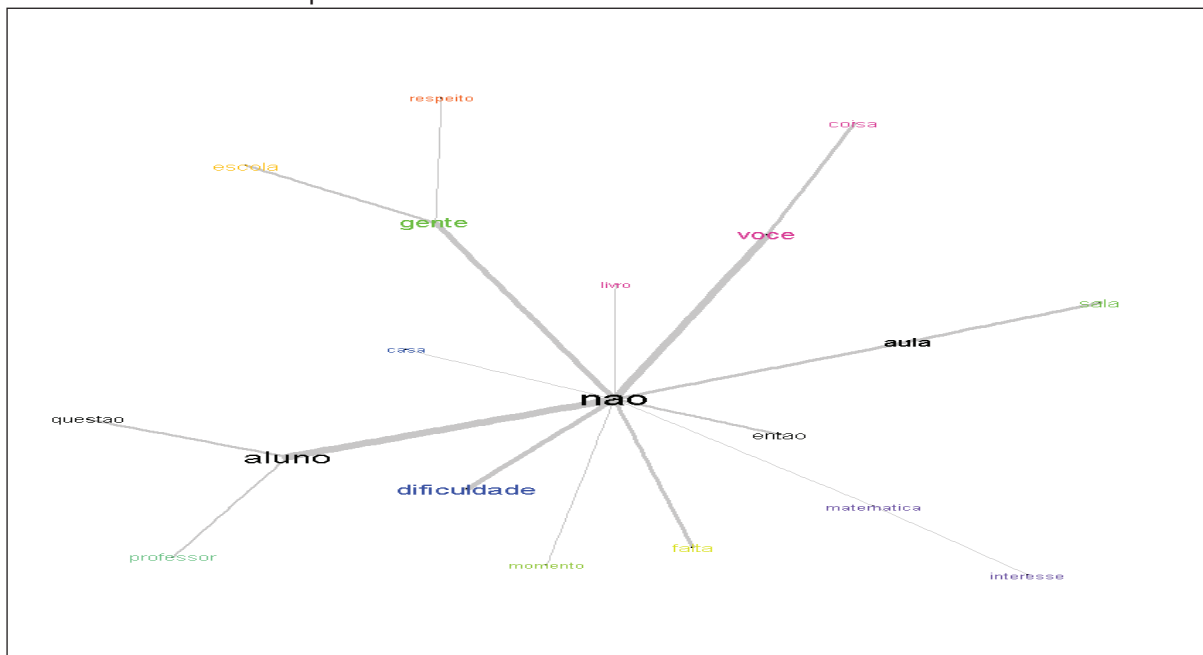 respeito
coisa
escola
gente
voce
livro
sala
aula
casa
nao
questao
entao
aluno
dificuldade
matematica
falta
professor
momento
interesse